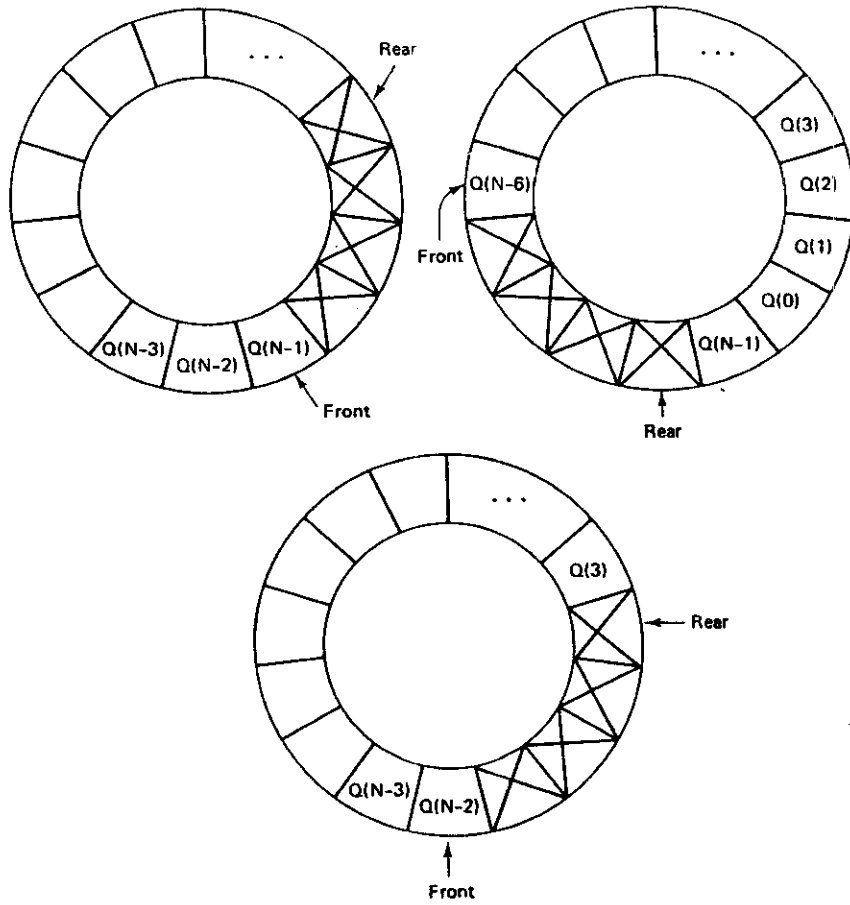 . . .
Rear
Q(N-3)
Q(N-2)
Q(N-1)
Front
. . .
Q(3)
Q(2)
Q(1)
Q(0)
Q(N-1)
Q(N-6)
Front
Rear
. . .
Q(3)
Rear
Q(N-3)
Q(N-2)
Front